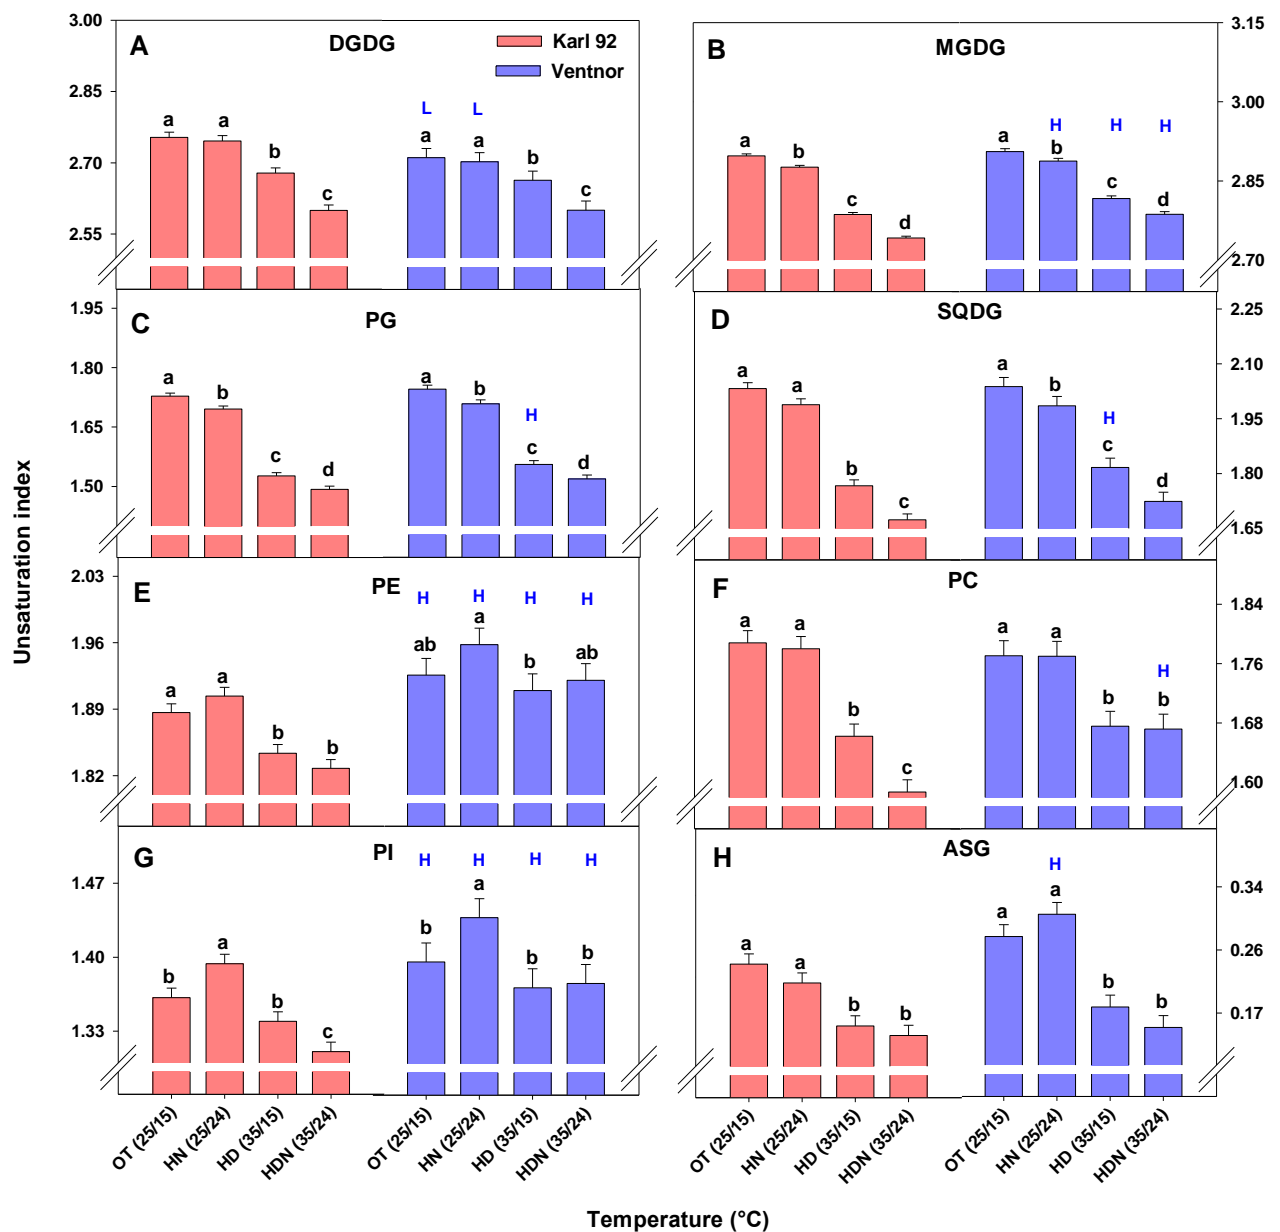 A
DGDG
Karl 92
Ventnor
3.00
2.85
2.70
2.55
a
a
b
c
L
L
a
a
b
c
B
MGDG
3.15
3.00
2.85
2.70
a
b
c
d
H
H
H
a
b
c
d
C
PG
1.95
1.80
1.65
1.50
a
b
c
d
H
a
b
c
d
D
SQDG
2.25
2.10
1.95
1.80
1.65
a
a
b
c
H
a
b
c
d
Unsaturation index
E
PE
2.03
1.96
1.89
1.82
a
a
b
b
H
H
H
H
ab
a
b
ab
F
PC
1.84
1.76
1.68
1.60
a
a
b
c
H
a
a
b
b
G
PI
1.47
1.40
1.33
b
a
b
c
H
H
H
H
b
a
b
b
H
ASG
0.34
0.26
0.17
a
a
b
b
H
a
a
b
b
OT (25/15)
HN (25/24)
HD (35/15)
HDN (35/24)
OT (25/15)
HN (25/24)
HD (35/15)
HDN (35/24)
OT (25/15)
HN (25/24)
HD (35/15)
HDN (35/24)
OT (25/15)
HN (25/24)
HD (35/15)
HDN (35/24)
Temperature (°C)